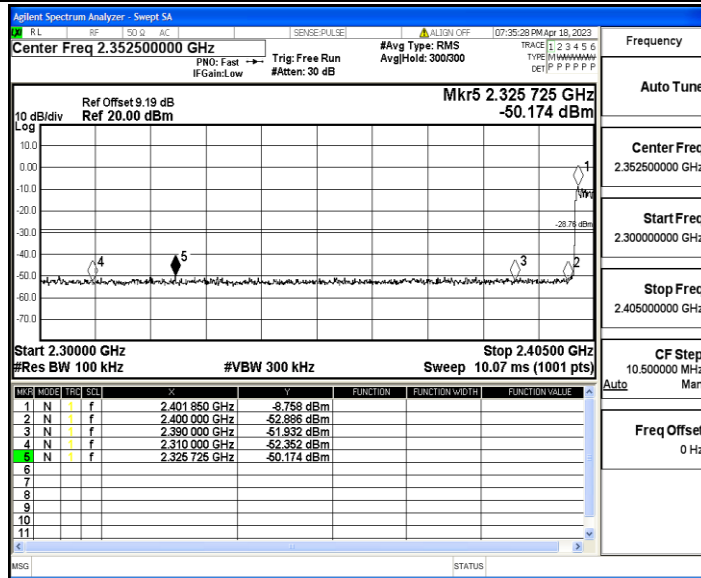 Agilent Spectrum Analyzer - Swept SA
RL RF 50 Ω AC SENSE:PULSE ALIGN OFF 07:35:28 PM Apr 18, 2023
Center Freq 2.352500000 GHz
PNO: Fast
IFGain:Low
Trig: Free Run
#Atten: 30 dB
#Avg Type: RMS
Avg|Hold: 300/300
TRACE 1 2 3 4 5 6
TYPE MWWWWW
DET P P P P P P
Ref Offset 9.19 dB
10 dB/div Ref 20.00 dBm
Log
Mkr5 2.325 725 GHz
-50.174 dBm
10.0
0.00
-10.0
-20.0
-30.0
-40.0
-50.0
-60.0
-70.0
1
-28.76 dBm
4
5
3
2
Start 2.30000 GHz Stop 2.40500 GHz
#Res BW 100 kHz #VBW 300 kHz Sweep 10.07 ms (1001 pts)
MKR MODE TRC SCL X Y FUNCTION FUNCTION WIDTH FUNCTION VALUE
1 N 1 f 2.401 850 GHz -8.758 dBm
2 N 1 f 2.400 000 GHz -52.886 dBm
3 N 1 f 2.390 000 GHz -51.932 dBm
4 N 1 f 2.310 000 GHz -52.352 dBm
5 N 1 f 2.325 725 GHz -50.174 dBm
6
7
8
9
10
11
MSG STATUS
Frequency
Auto Tune
Center Freq
2.352500000 GHz
Start Freq
2.300000000 GHz
Stop Freq
2.405000000 GHz
CF Step
10.500000 MHz
Auto Man
Freq Offset
0 Hz